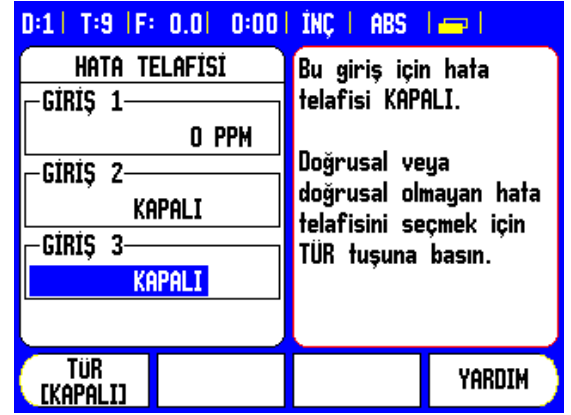 D:1| T:9 |F: 0.0| 0:00| İNÇ | ABS | |
HATA TELAFİSİ
GİRİŞ 1
0 PPM
GİRİŞ 2
KAPALI
GİRİŞ 3
KAPALI
Bu giriş için hata
telafisi KAPALI.
Doğrusal veya
doğrusal olmayan hata
telafisini seçmek için
TÜR tuşuna basın.
TÜR
[KAPALI]
YARDIM